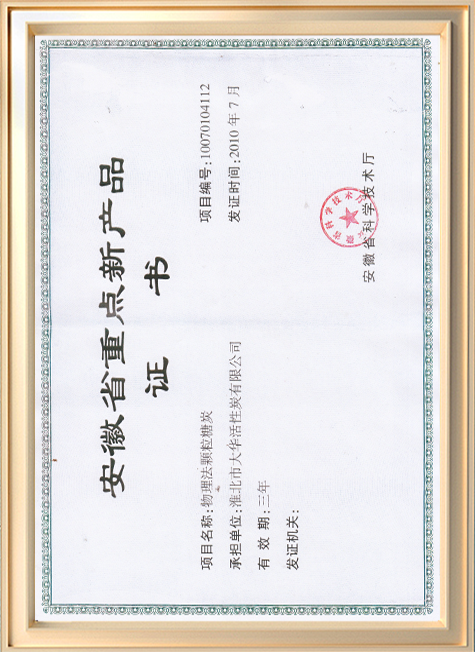 安徽省重点新产品
证 书
项目名称:物理法颗粒糖炭
项目编号:10070104112
承担单位:淮北市大华活性炭有限公司
发证时间:2010 年 7 月
有 效 期:三年
发证机关:
安徽省科学技术厅